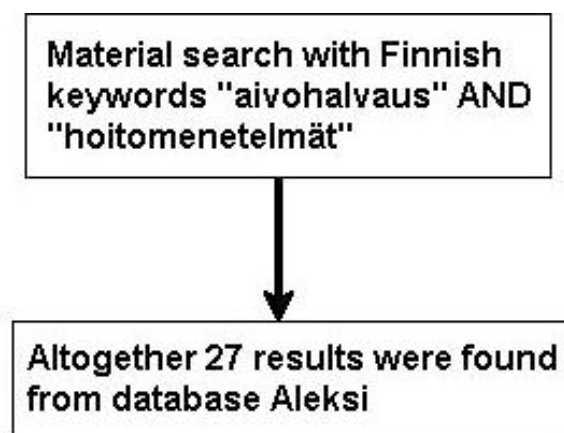 Material search with Finnish
keywords "aivohalvaus" AND
"hoitomenetelmät"
Altogether 27 results were found
from database Aleksi